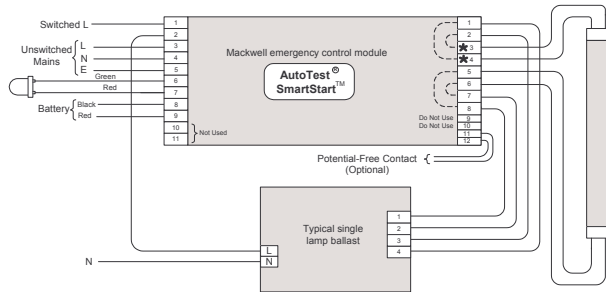 Switched L
Unswitched
Mains
L
N
E
Green
Red
Battery
Black
Red
1
2
3
4
5
6
7
8
9
10
11
Not Used
Mackwell emergency control module
AutoTest®
SmartStart™
1
2
★ 3
★ 4
5
6
7
8
Do Not Use 9
Do Not Use 10
11
12
Potential-Free Contact
(Optional)
Typical single
lamp ballast
1
2
3
4
L
N
N